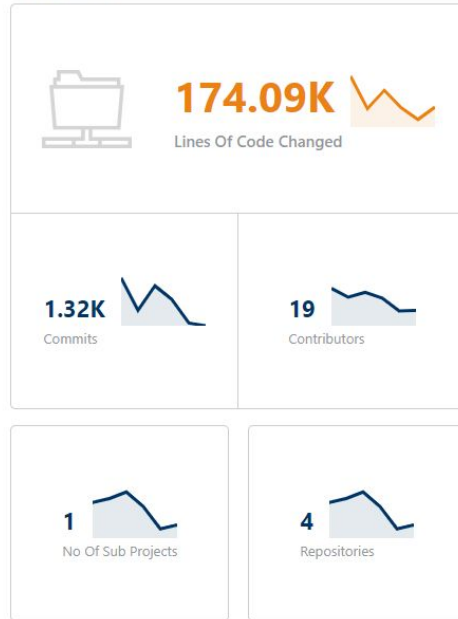 174.09K
Lines Of Code Changed
1.32K
Commits
19
Contributors
1
No Of Sub Projects
4
Repositories